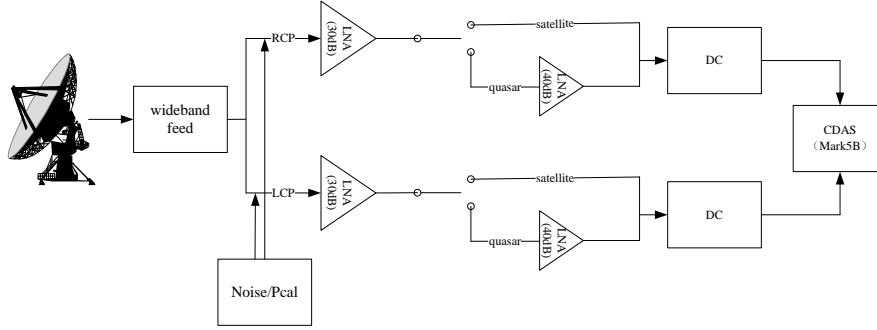 RCP
LNA
(30dB)
satellite
quasar
LNA
(40dB)
DC
wideband
feed
CDAS
（Mark5B）
LCP
LNA
(30dB)
satellite
quasar
LNA
(40dB)
DC
Noise/Pcal